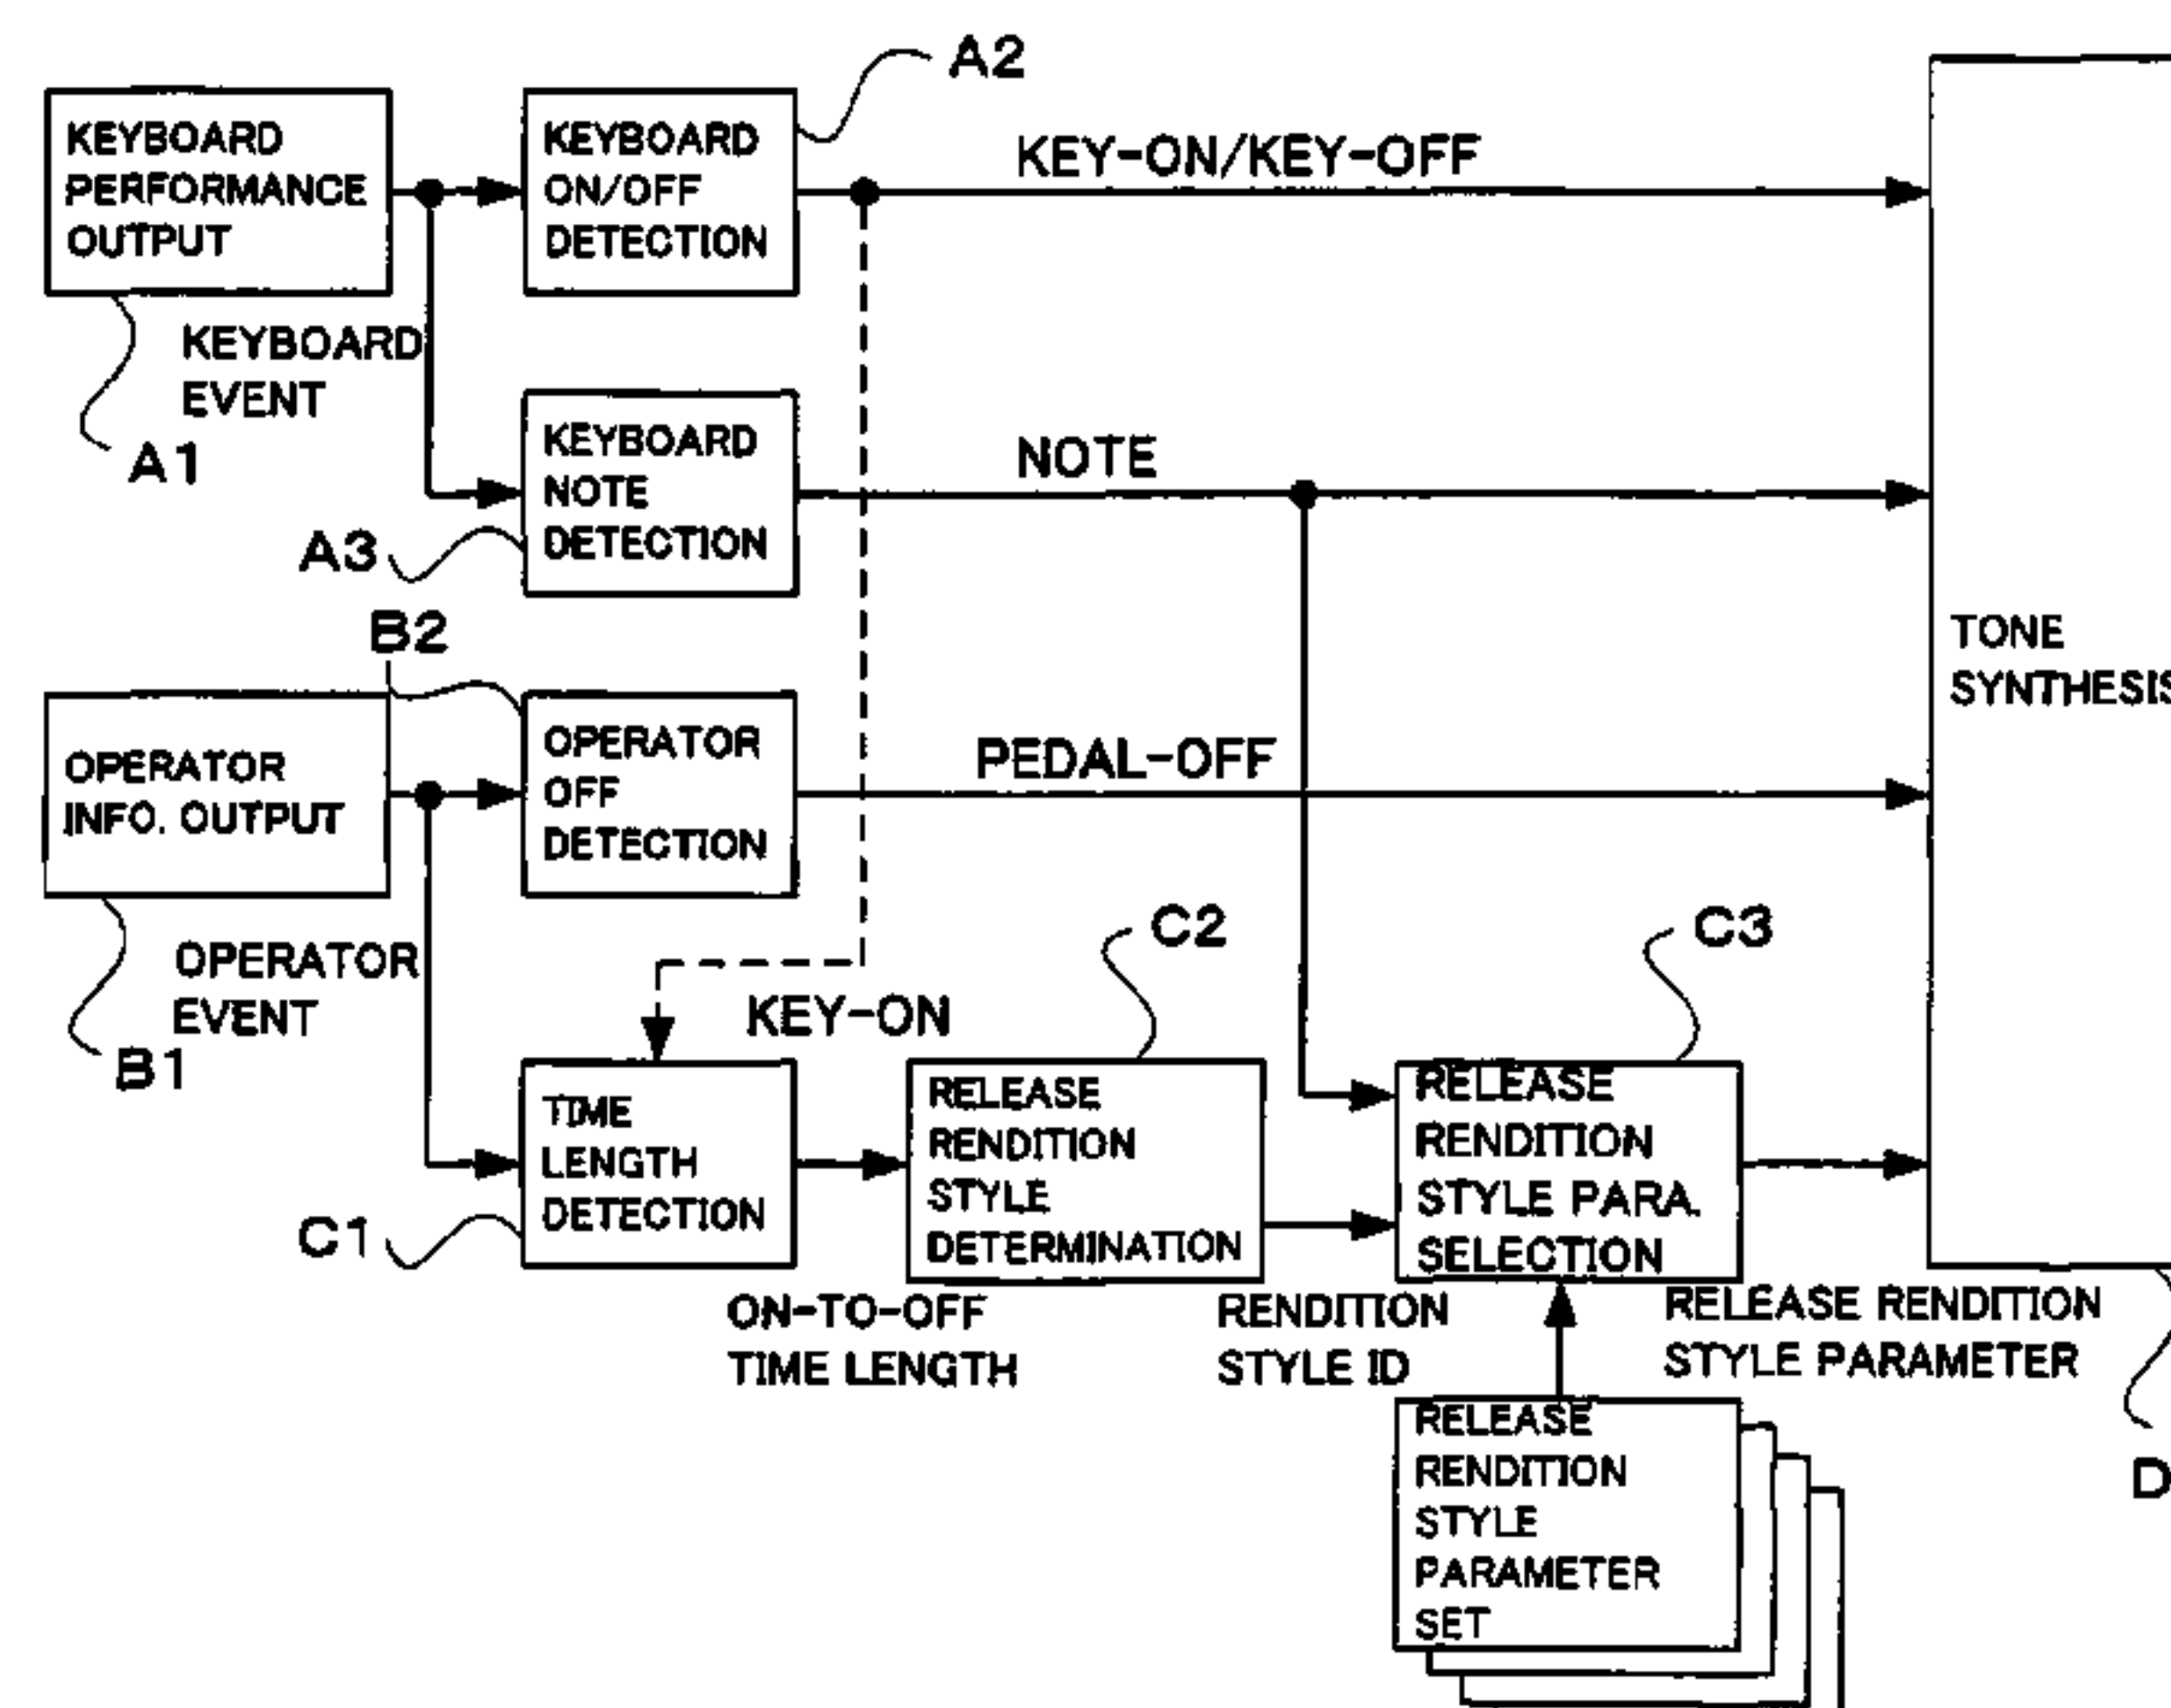 A2
KEYBOARD
PERFORMANCE
OUTPUT
KEYBOARD
ON/OFF
DETECTION
KEY-ON/KEY-OFF
KEYBOARD
EVENT
A1
KEYBOARD
NOTE
DETECTION
NOTE
A3
B2
TONE
SYNTHESIS
OPERATOR
INFO. OUTPUT
OPERATOR
OFF
DETECTION
PEDAL-OFF
OPERATOR
EVENT
B1
C2
C3
KEY-ON
TIME
LENGTH
DETECTION
C1
RELEASE
RENDITION
STYLE
DETERMINATION
RELEASE
RENDITION
STYLE PARA.
SELECTION
ON-TO-OFF
TIME LENGTH
RENDITION
STYLE ID
RELEASE RENDITION
STYLE PARAMETER
RELEASE
RENDITION
STYLE
PARAMETER
SET
D